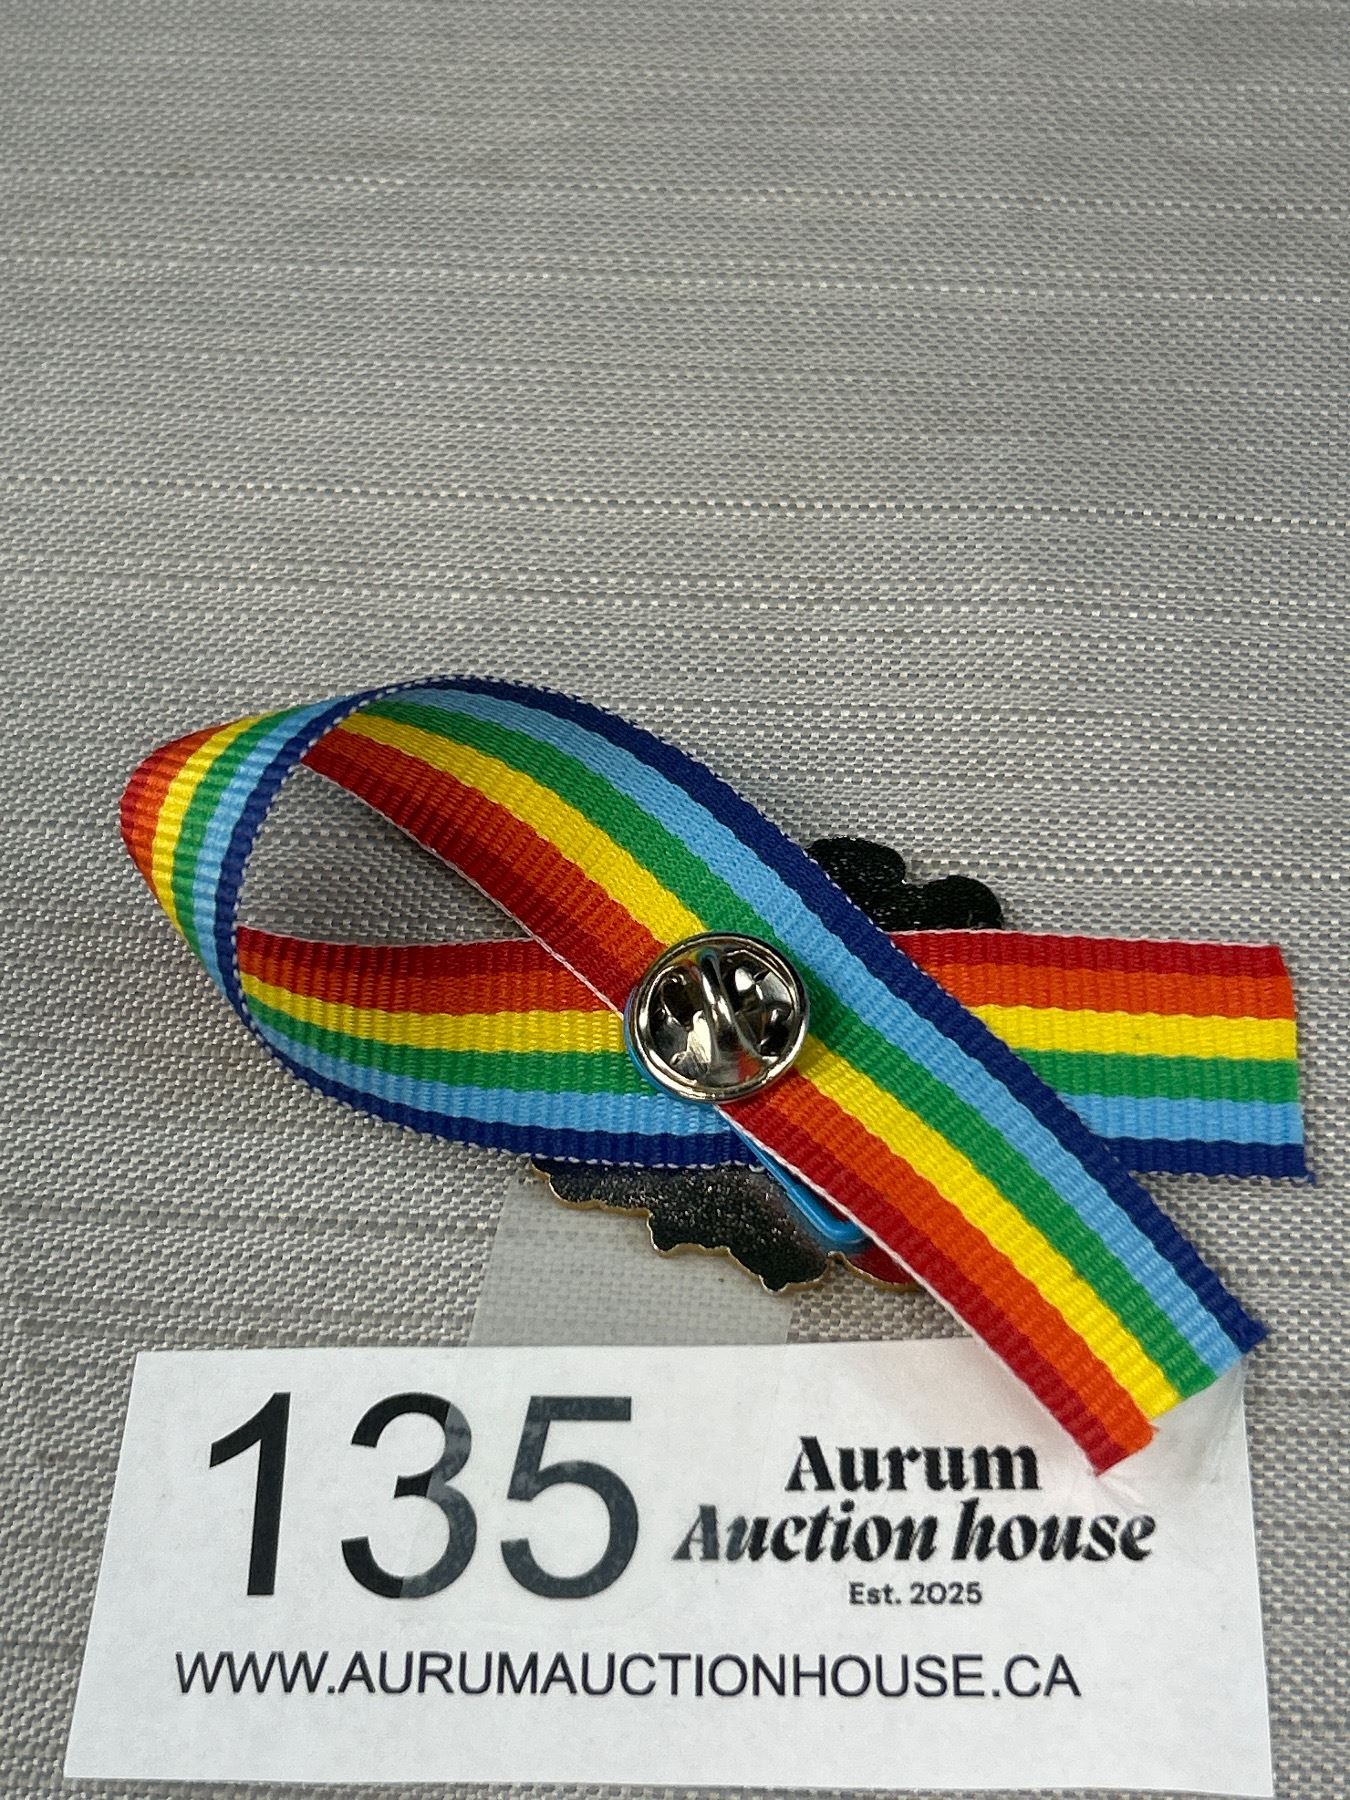 135
Aurum
Auction house
Est. 2025
WWW.AURUMAUCTIONHOUSE.CA